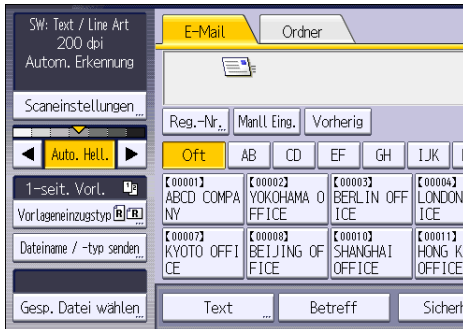 SW: Text / Line Art
200 dpi
Autom. Erkennung
Scaneinstellungen
Auto. Hell.
1-seit. Vorl.
Vorlageneinzugstyp R R
Dateiname / -typ senden
Gesp. Datei wählen
E-Mail Ordner
Reg.-Nr. Manll Eing. Vorherig
Oft AB CD EF GH IJK
[00001] [00002] [00003] [00004]
ABCD COMPA YOKOHAMA O BERLIN OFF LONDON
NY FFICE ICE ICE
[00007] [00008] [00010] [00011]
KYOTO OFFI BEIJING OF SHANGHAI HONG K
CE FICE OFFICE OFFICE
Text Betreff Sicherh